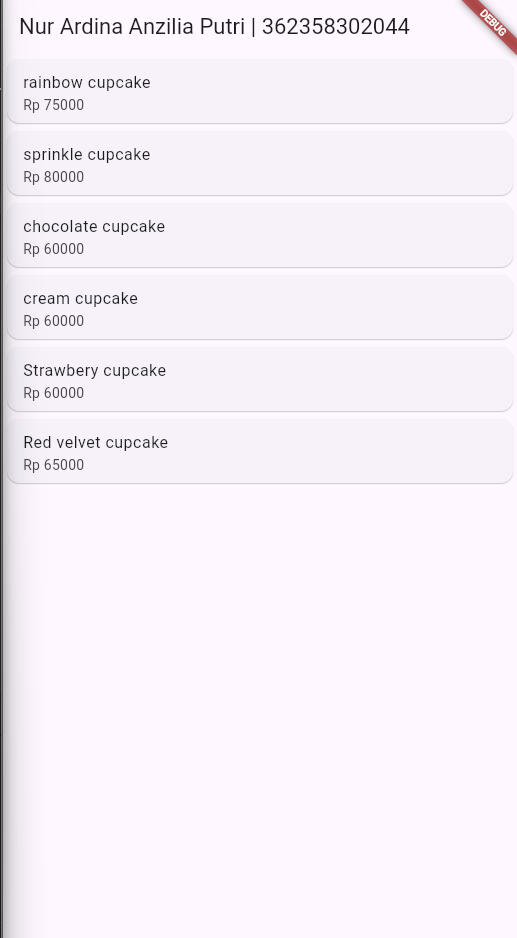 Nur Ardina Anzilia Putri | 362358302044
DEBUG
rainbow cupcake
Rp 75000
sprinkle cupcake
Rp 80000
chocolate cupcake
Rp 60000
cream cupcake
Rp 60000
Strawbery cupcake
Rp 60000
Red velvet cupcake
Rp 65000